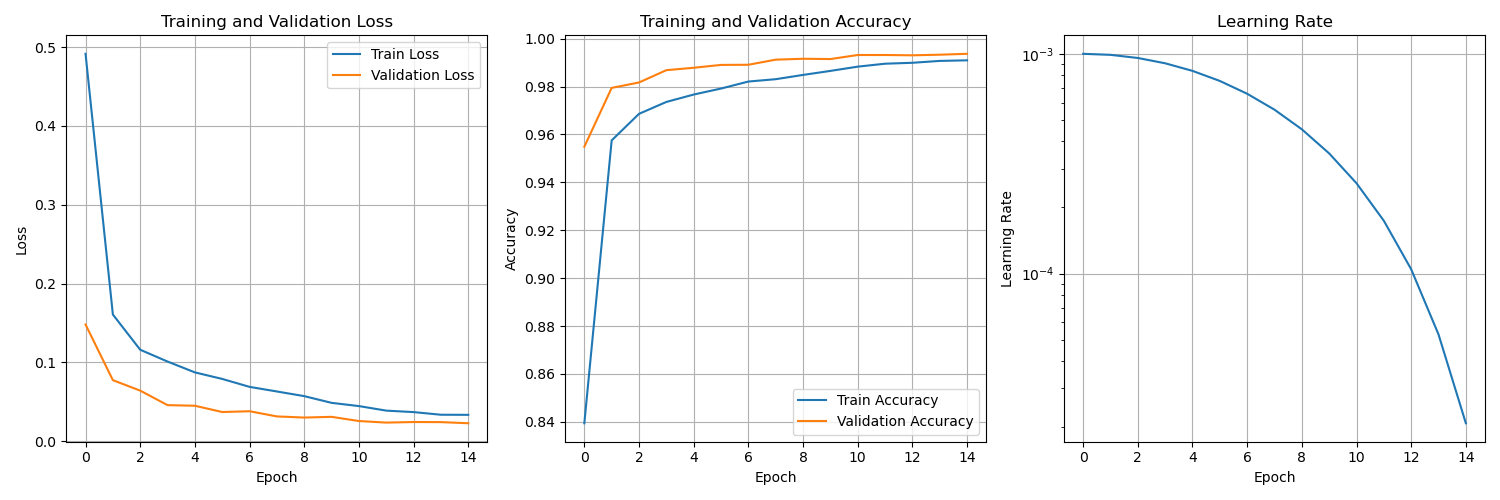 Training and Validation Loss
Loss
0.5
0.4
0.3
0.2
0.1
0.0
Train Loss
Validation Loss
0 2 4 6 8 10 12 14
Epoch
Training and Validation Accuracy
Accuracy
1.00
0.98
0.96
0.94
0.92
0.90
0.88
0.86
0.84
Train Accuracy
Validation Accuracy
0 2 4 6 8 10 12 14
Epoch
Learning Rate
Learning Rate
10⁻³
10⁻⁴
0 2 4 6 8 10 12 14
Epoch